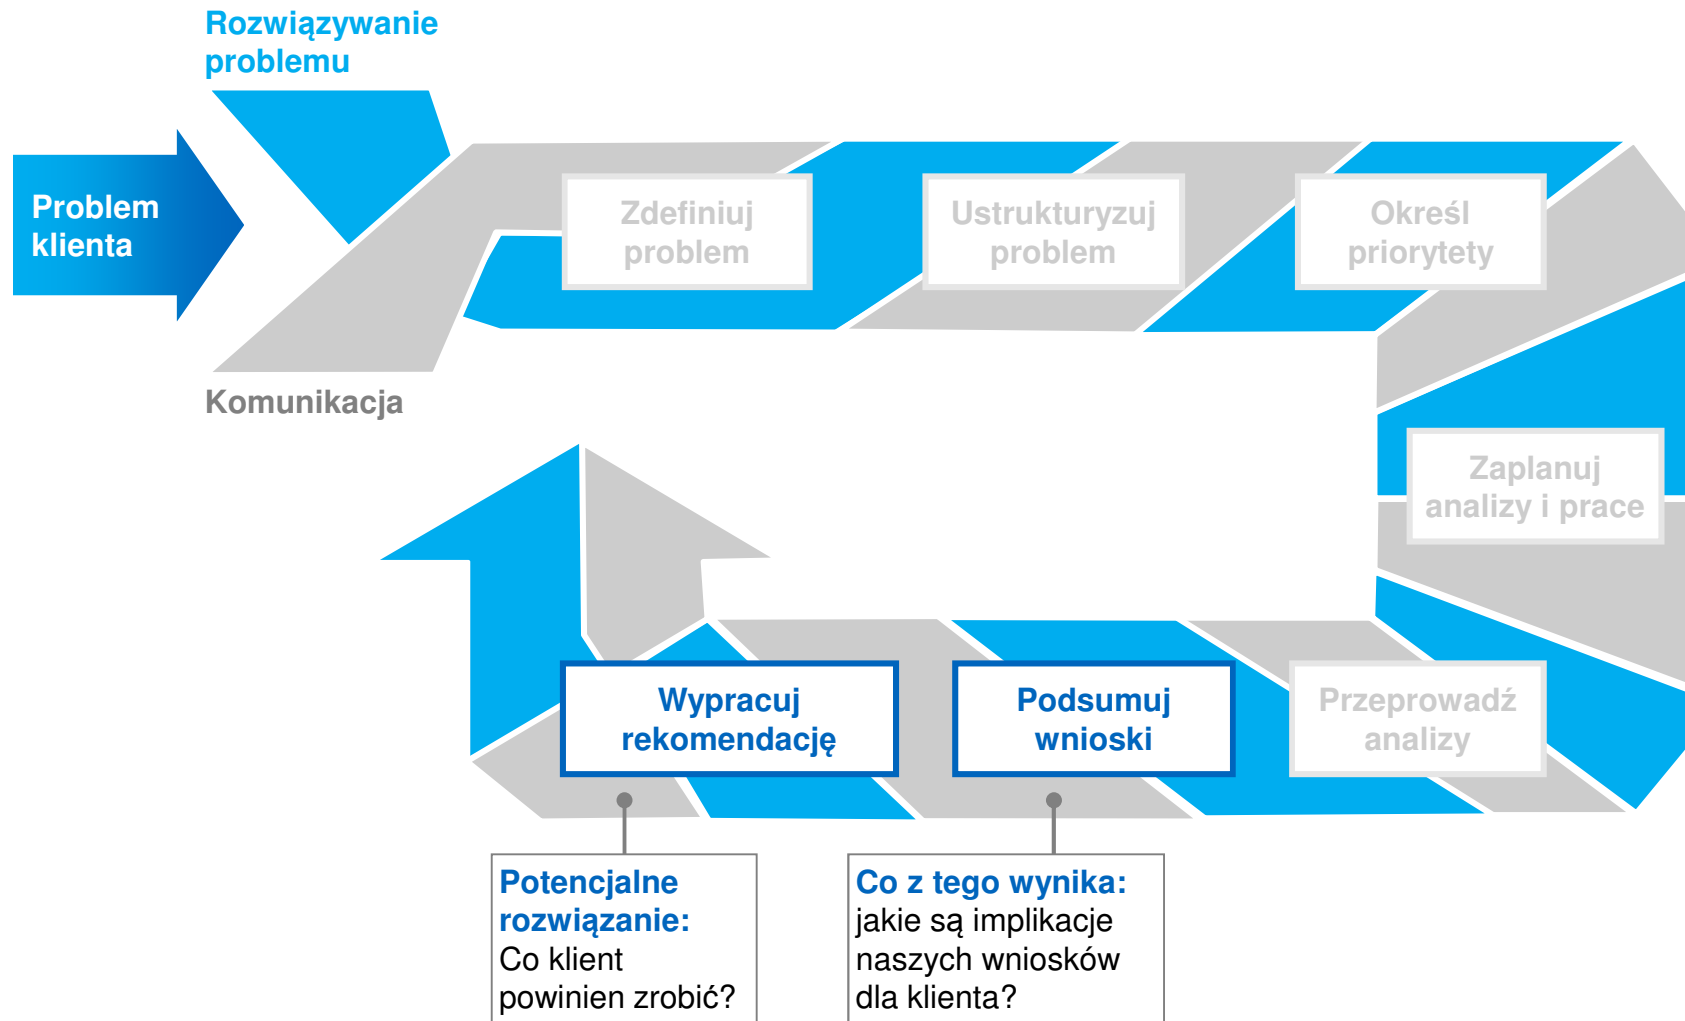 Rozwiązywanie
problemu
Problem
klienta
Zdefiniuj
problem
Ustrukturyzuj
problem
Określ
priorytety
Komunikacja
Zaplanuj
analizy i prace
Wypracuj
rekomendację
Podsumuj
wnioski
Przeprowadź
analizy
Potencjalne
rozwiązanie:
Co klient
powinien zrobić?
Co z tego wynika:
jakie są implikacje
naszych wniosków
dla klienta?